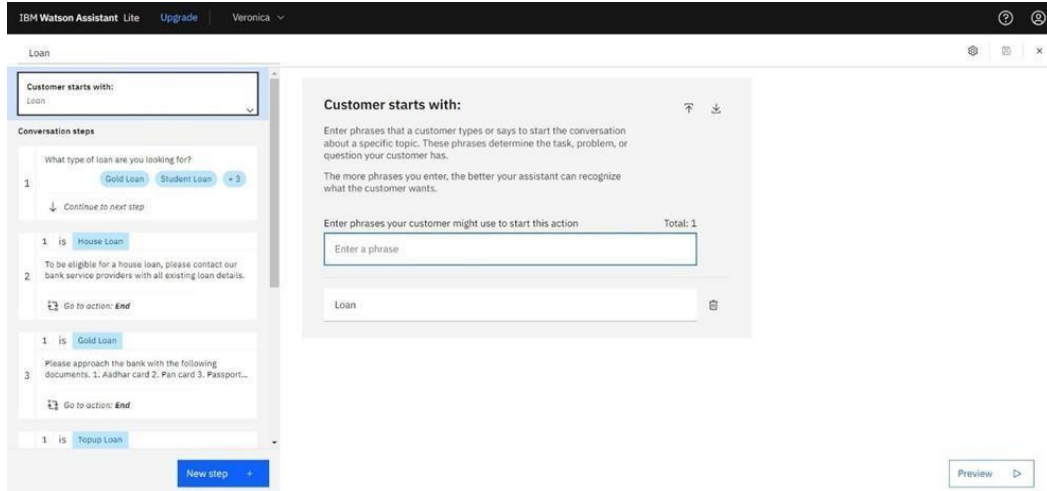 IBM Watson Assistant Lite Upgrade Veronica
Loan
Customer starts with:
Loan
Conversation steps
1
What type of loan are you looking for?
Gold Loan Student Loan + 3
Continue to next step
2
1 is House Loan
To be eligible for a house loan, please contact our
bank service providers with all existing loan details.
Go to action: End
3
1 is Gold Loan
Please approach the bank with the following
documents. 1. Aadhar card 2. Pan card 3. Passport...
Go to action: End
1 is Topup Loan
New step +
Customer starts with:
Enter phrases that a customer types or says to start the conversation
about a specific topic. These phrases determine the task, problem, or
question your customer has.
The more phrases you enter, the better your assistant can recognize
what the customer wants.
Enter phrases your customer might use to start this action Total: 1
Enter a phrase
Loan
Preview